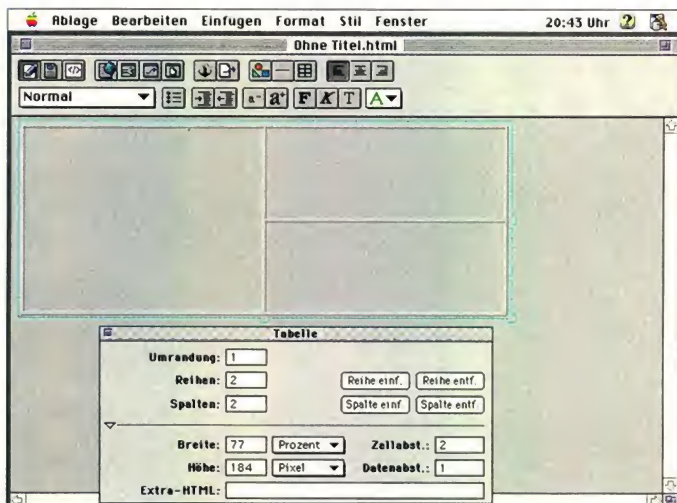 Ablage Bearbeiten Einfugen Format Stil Fenster 20:43 Uhr
Ohne Titel.html
Normal a- a+ F K T A
Tabelle
Umrandung: 1
Reihen: 2 Reihe einf. Reihe entf.
Spalten: 2 Spalte einf Spalte entf
Breite: 77 Prozent Zellabst.: 2
Höhe: 184 Pixel Datenabst.: 1
Extra-HTML: